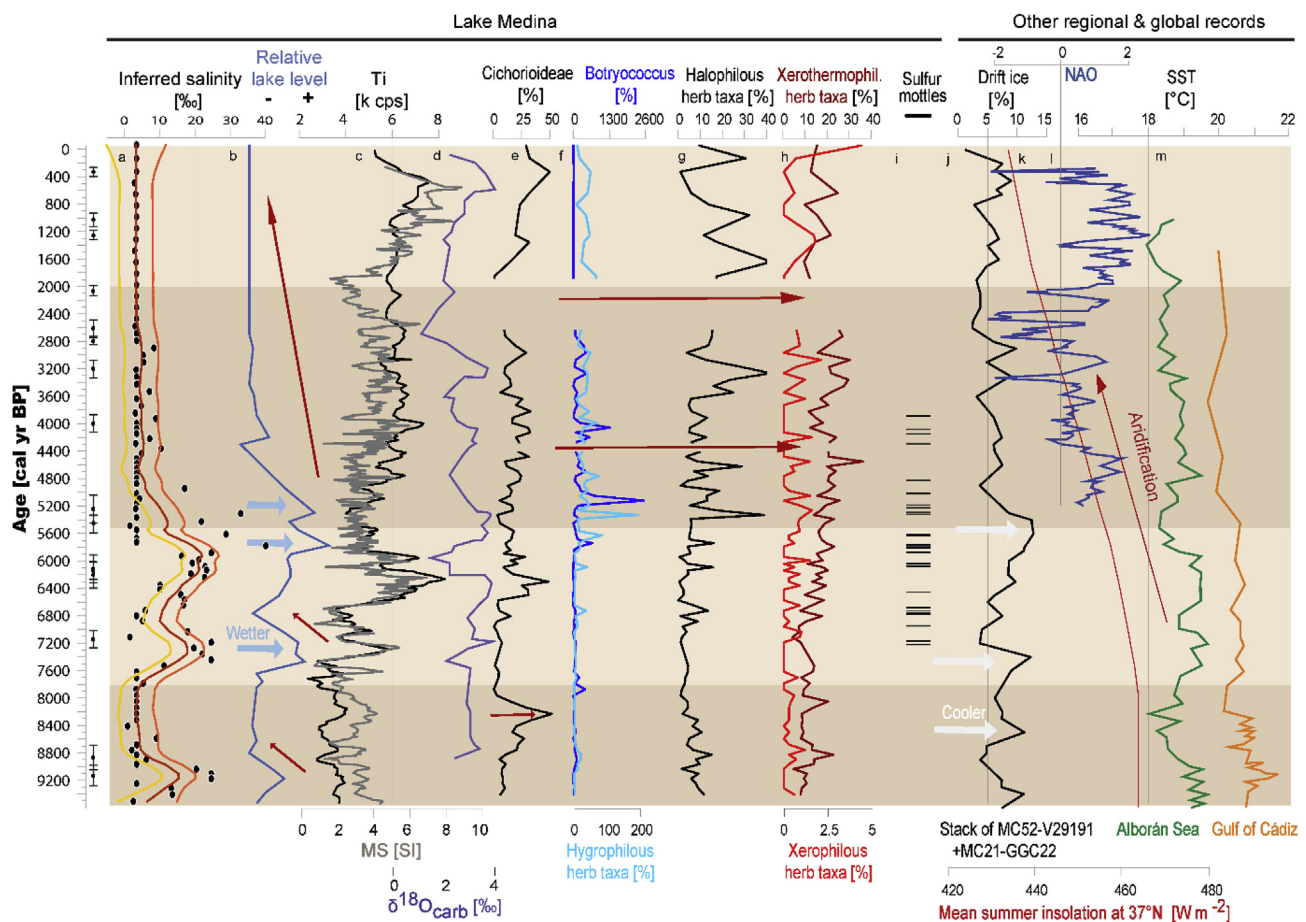 Lake Medina
Other regional & global records
Inferred salinity
[‰]
Relative
lake level
- +
Ti
[k cps]
Cichorioideae
[%]
Botryococcus
[%]
Halophilous
herb taxa [%]
Xerothermophil.
herb taxa [%]
Sulfur
mottles
Drift ice
[%]
NAO
SST
[°C]
-2 0 2
0 10 20 30 40
2 4 6 8
0 25 50
0 1300 2600
0 10 20 30 40
0 20 40
0 5 10 15
16 18 20 22
a b c d e f g h i j k l m
Age [cal yr BP]
0
400
800
1200
1600
2000
2400
2800
3200
3600
4000
4400
4800
5200
5600
6000
6400
6800
7200
7600
8000
8400
8800
9200
Wetter
Cooler
Aridification
0 2 4 6 8 10
MS [SI]
0 2 4
δ18Ocarb [‰]
0 100 200
Hygrophilous
herb taxa [%]
0 2.5 5
Xerophilous
herb taxa [%]
Stack of MC52-V29191
+MC21-GGC22
Alborán Sea
Gulf of Cádiz
420 440 460 480
Mean summer insolation at 37°N [W m-2]